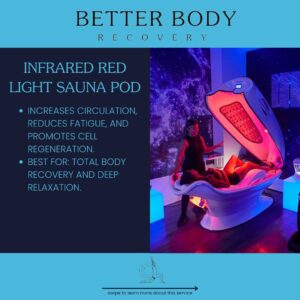 BETTER BODY
RECOVERY
INFRARED RED
LIGHT SAUNA POD
• INCREASES CIRCULATION,
REDUCES FATIGUE, AND
PROMOTES CELL
REGENERATION.
• BEST FOR: TOTAL BODY
RECOVERY AND DEEP
RELAXATION.
swipe to learn more about this service